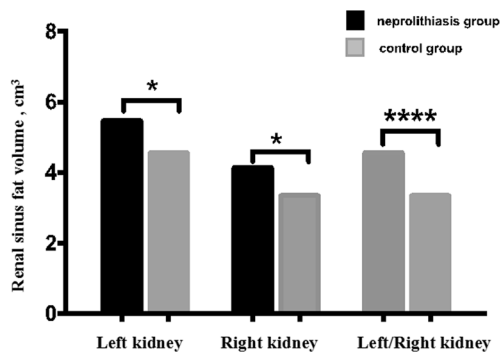 neprolithiasis group
control group
Renal sinus fat volume , cm³
8
6
4
2
0
*
*
****
Left kidney
Right kidney
Left/Right kidney